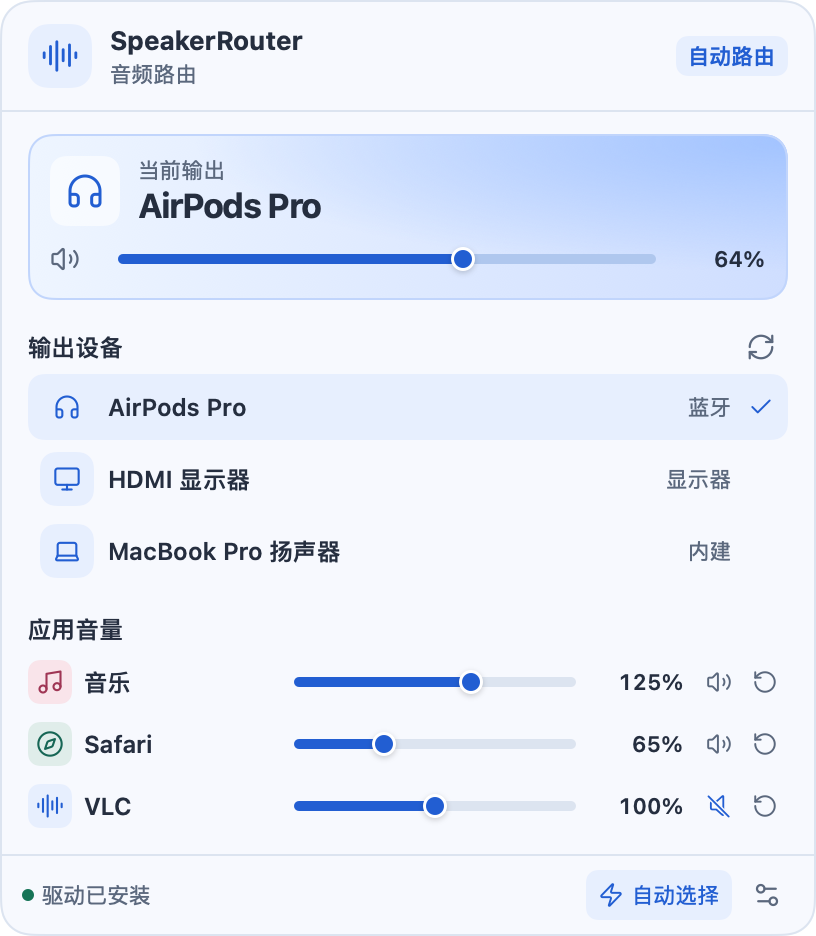 SpeakerRouter
音频路由
自动路由
当前输出
AirPods Pro
64%
输出设备
AirPods Pro 蓝牙
HDMI 显示器 显示器
MacBook Pro 扬声器 内建
应用音量
音乐 125%
Safari 65%
VLC 100%
驱动已安装 自动选择